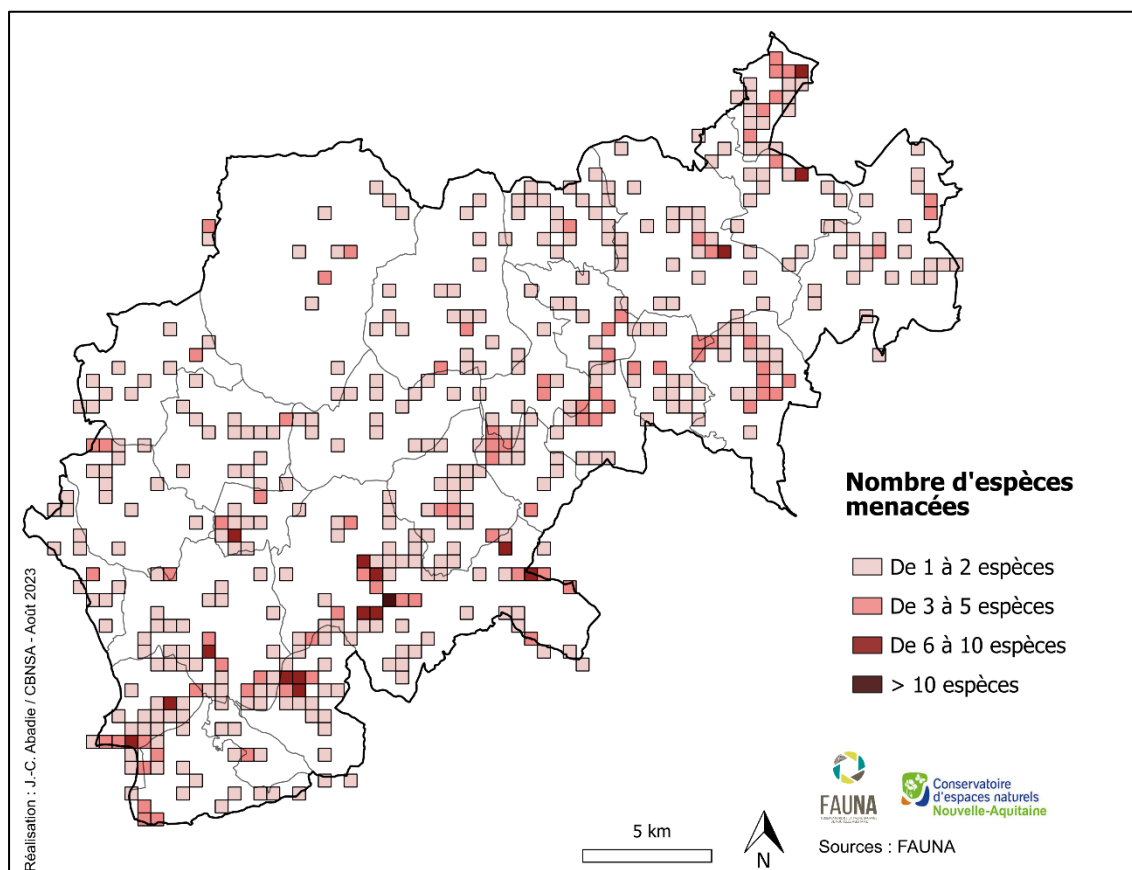 Nombre d'espèces
menacées
De 1 à 2 espèces
De 3 à 5 espèces
De 6 à 10 espèces
> 10 espèces
Réalisation : J.-C. Abadie / CBNSA - Août 2023
5 km
N
FAUNA
Conservatoire
d'espaces naturels
Nouvelle-Aquitaine
Sources : FAUNA